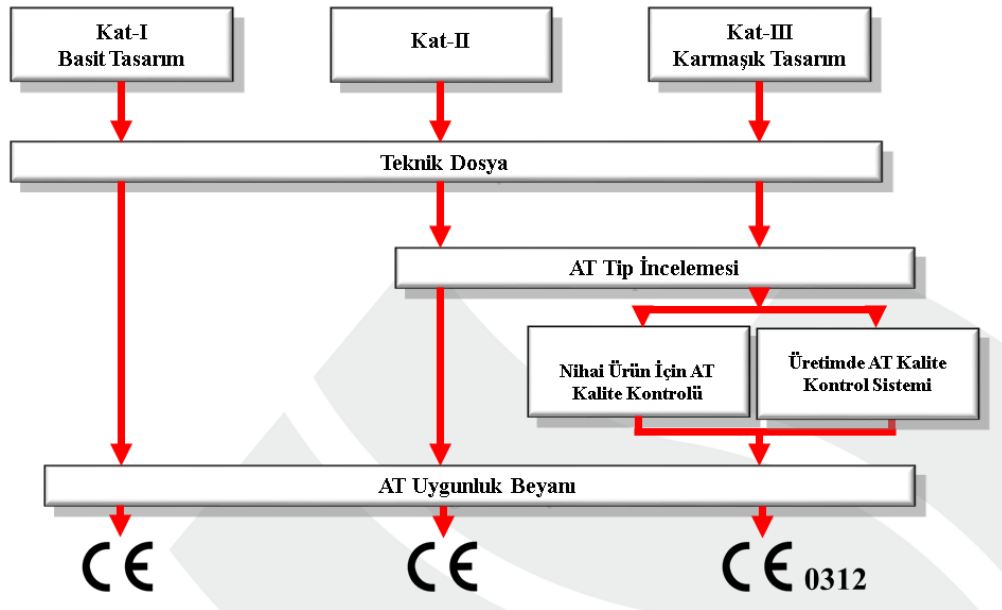 Kat-I
Basit Tasarım
Kat-II
Kat-III
Karmaşık Tasarım
Teknik Dosya
AT Tip İncelemesi
Nihai Ürün İçin AT
Kalite Kontrolü
Üretimde AT Kalite
Kontrol Sistemi
AT Uygunluk Beyanı
CE
CE
CE 0312